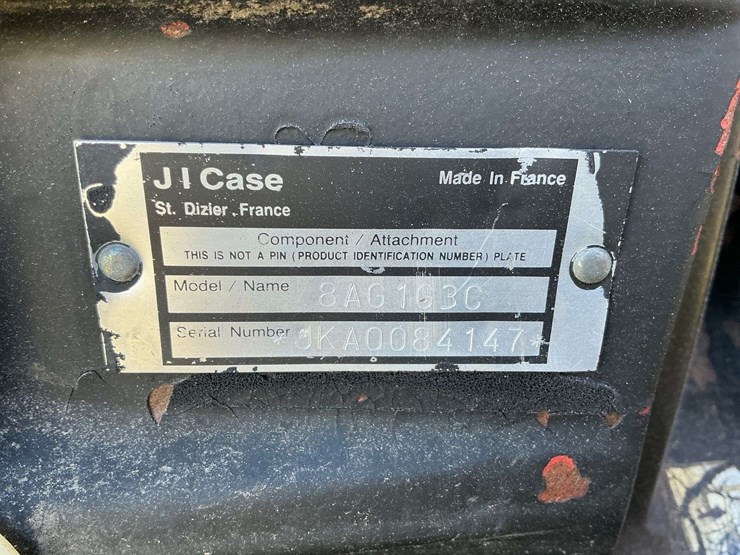 J I Case Made In France
St. Dizier, France
Component / Attachment
THIS IS NOT A PIN (PRODUCT IDENTIFICATION NUMBER) PLATE
Model / Name 8AG163C
Serial Number *JKA0084147*